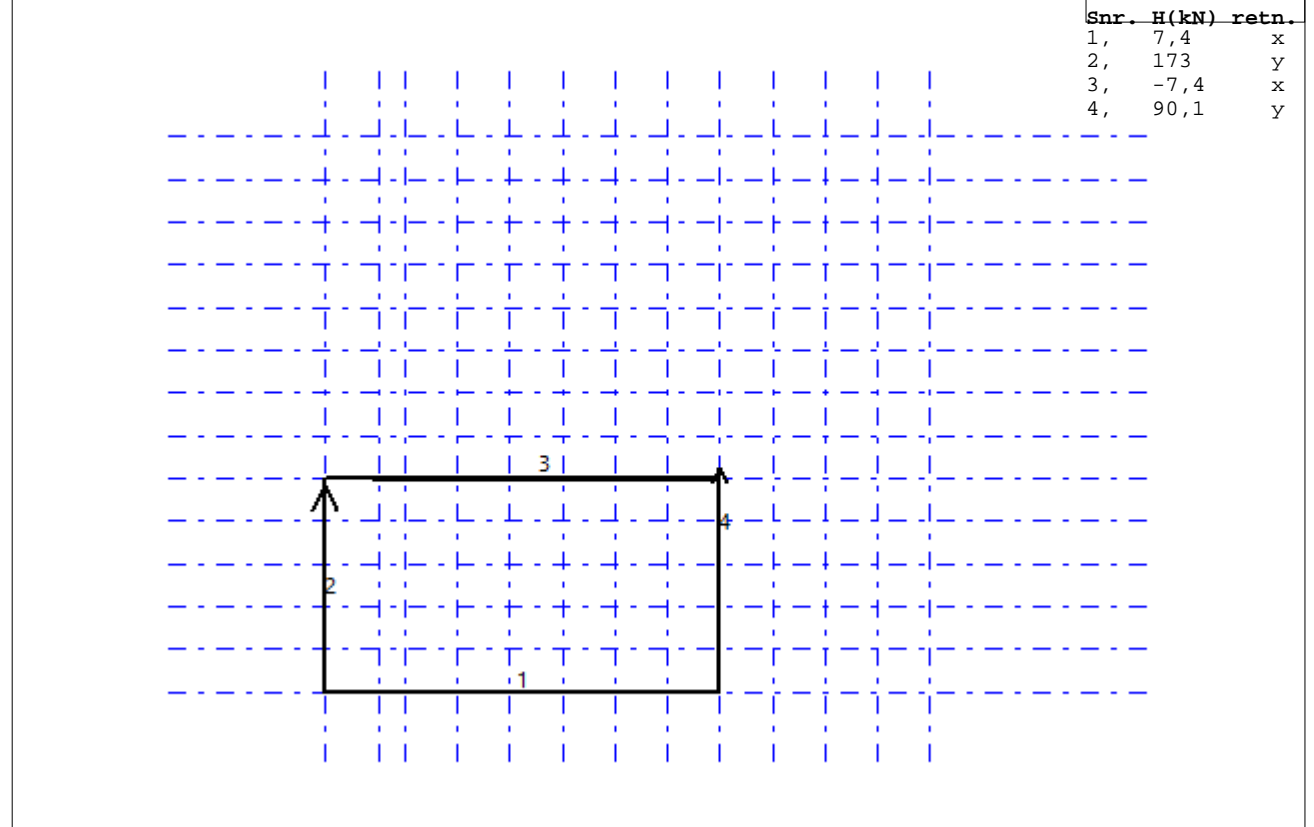 Snr. H(kN) retn.
1, 7,4 x
2, 173 y
3, -7,4 x
4, 90,1 y
3
4
2
1